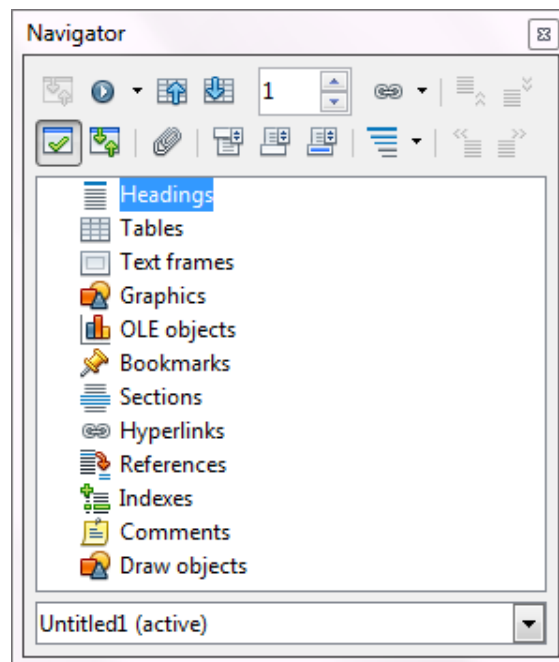 Navigator
1
Headings
Tables
Text frames
Graphics
OLE objects
Bookmarks
Sections
Hyperlinks
References
Indexes
Comments
Draw objects
Untitled1 (active)